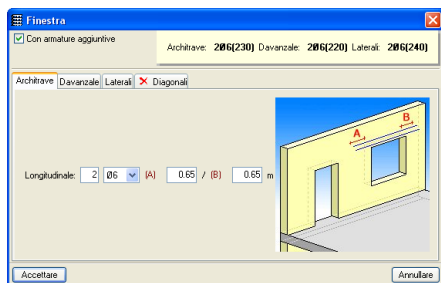 Finestra
Con armature aggiuntive
Architrave: 2Ø6(230) Davanzale: 2Ø6(220) Laterali: 2Ø6(240)
Architrave Davanzale Laterali Diagonali
B
A
Longitudinale: 2 Ø6 (A) 0.65 / (B) 0.65 m
Accettare Annullare